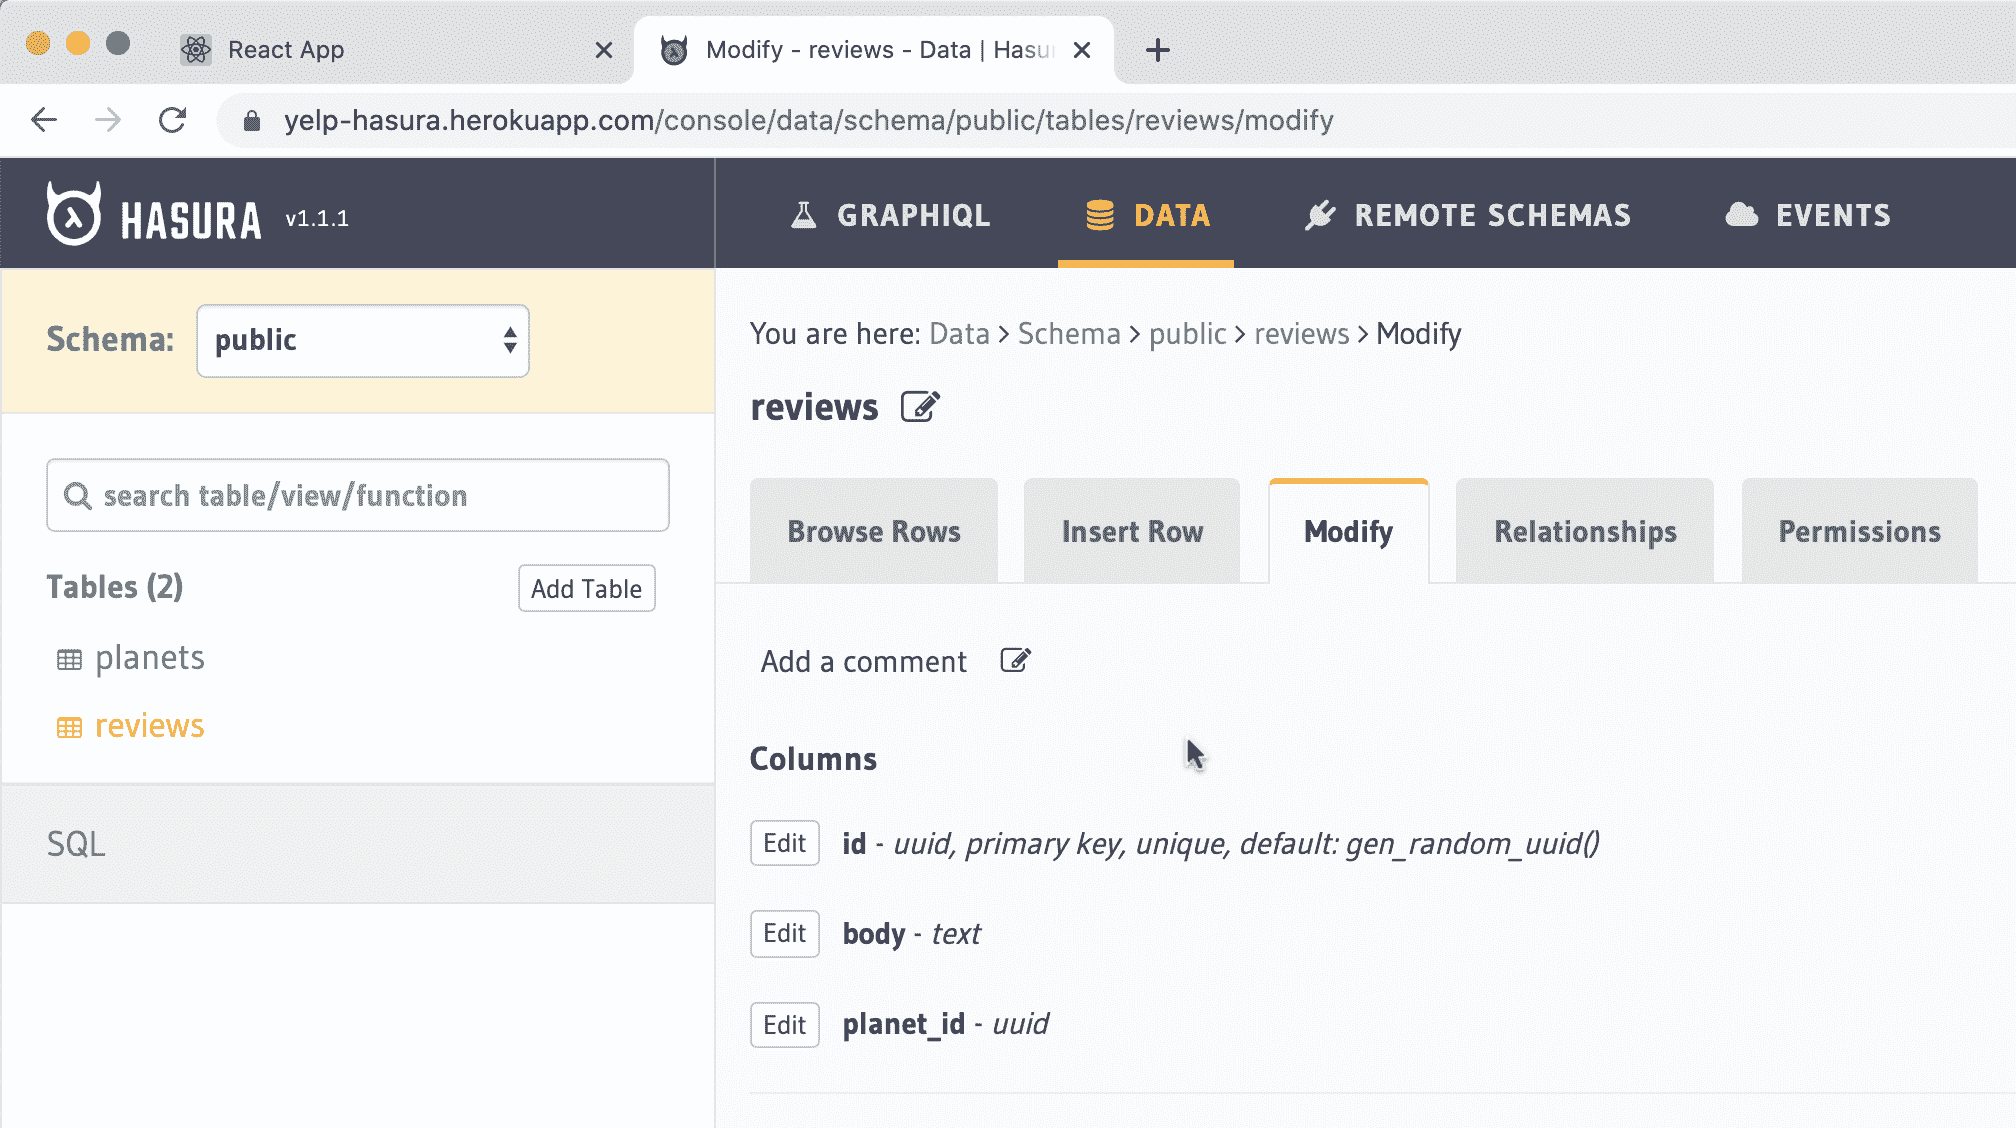 React App
Modify - reviews - Data | Hasu
yelp-hasura.herokuapp.com/console/data/schema/public/tables/reviews/modify
HASURA v1.1.1
GRAPHIQL
DATA
REMOTE SCHEMAS
EVENTS
Schema:
public
search table/view/function
Tables (2)
Add Table
planets
reviews
SQL
You are here: Data > Schema > public > reviews > Modify
reviews
Browse Rows
Insert Row
Modify
Relationships
Permissions
Add a comment
Columns
Edit id - uuid, primary key, unique, default: gen_random_uuid()
Edit body - text
Edit planet_id - uuid